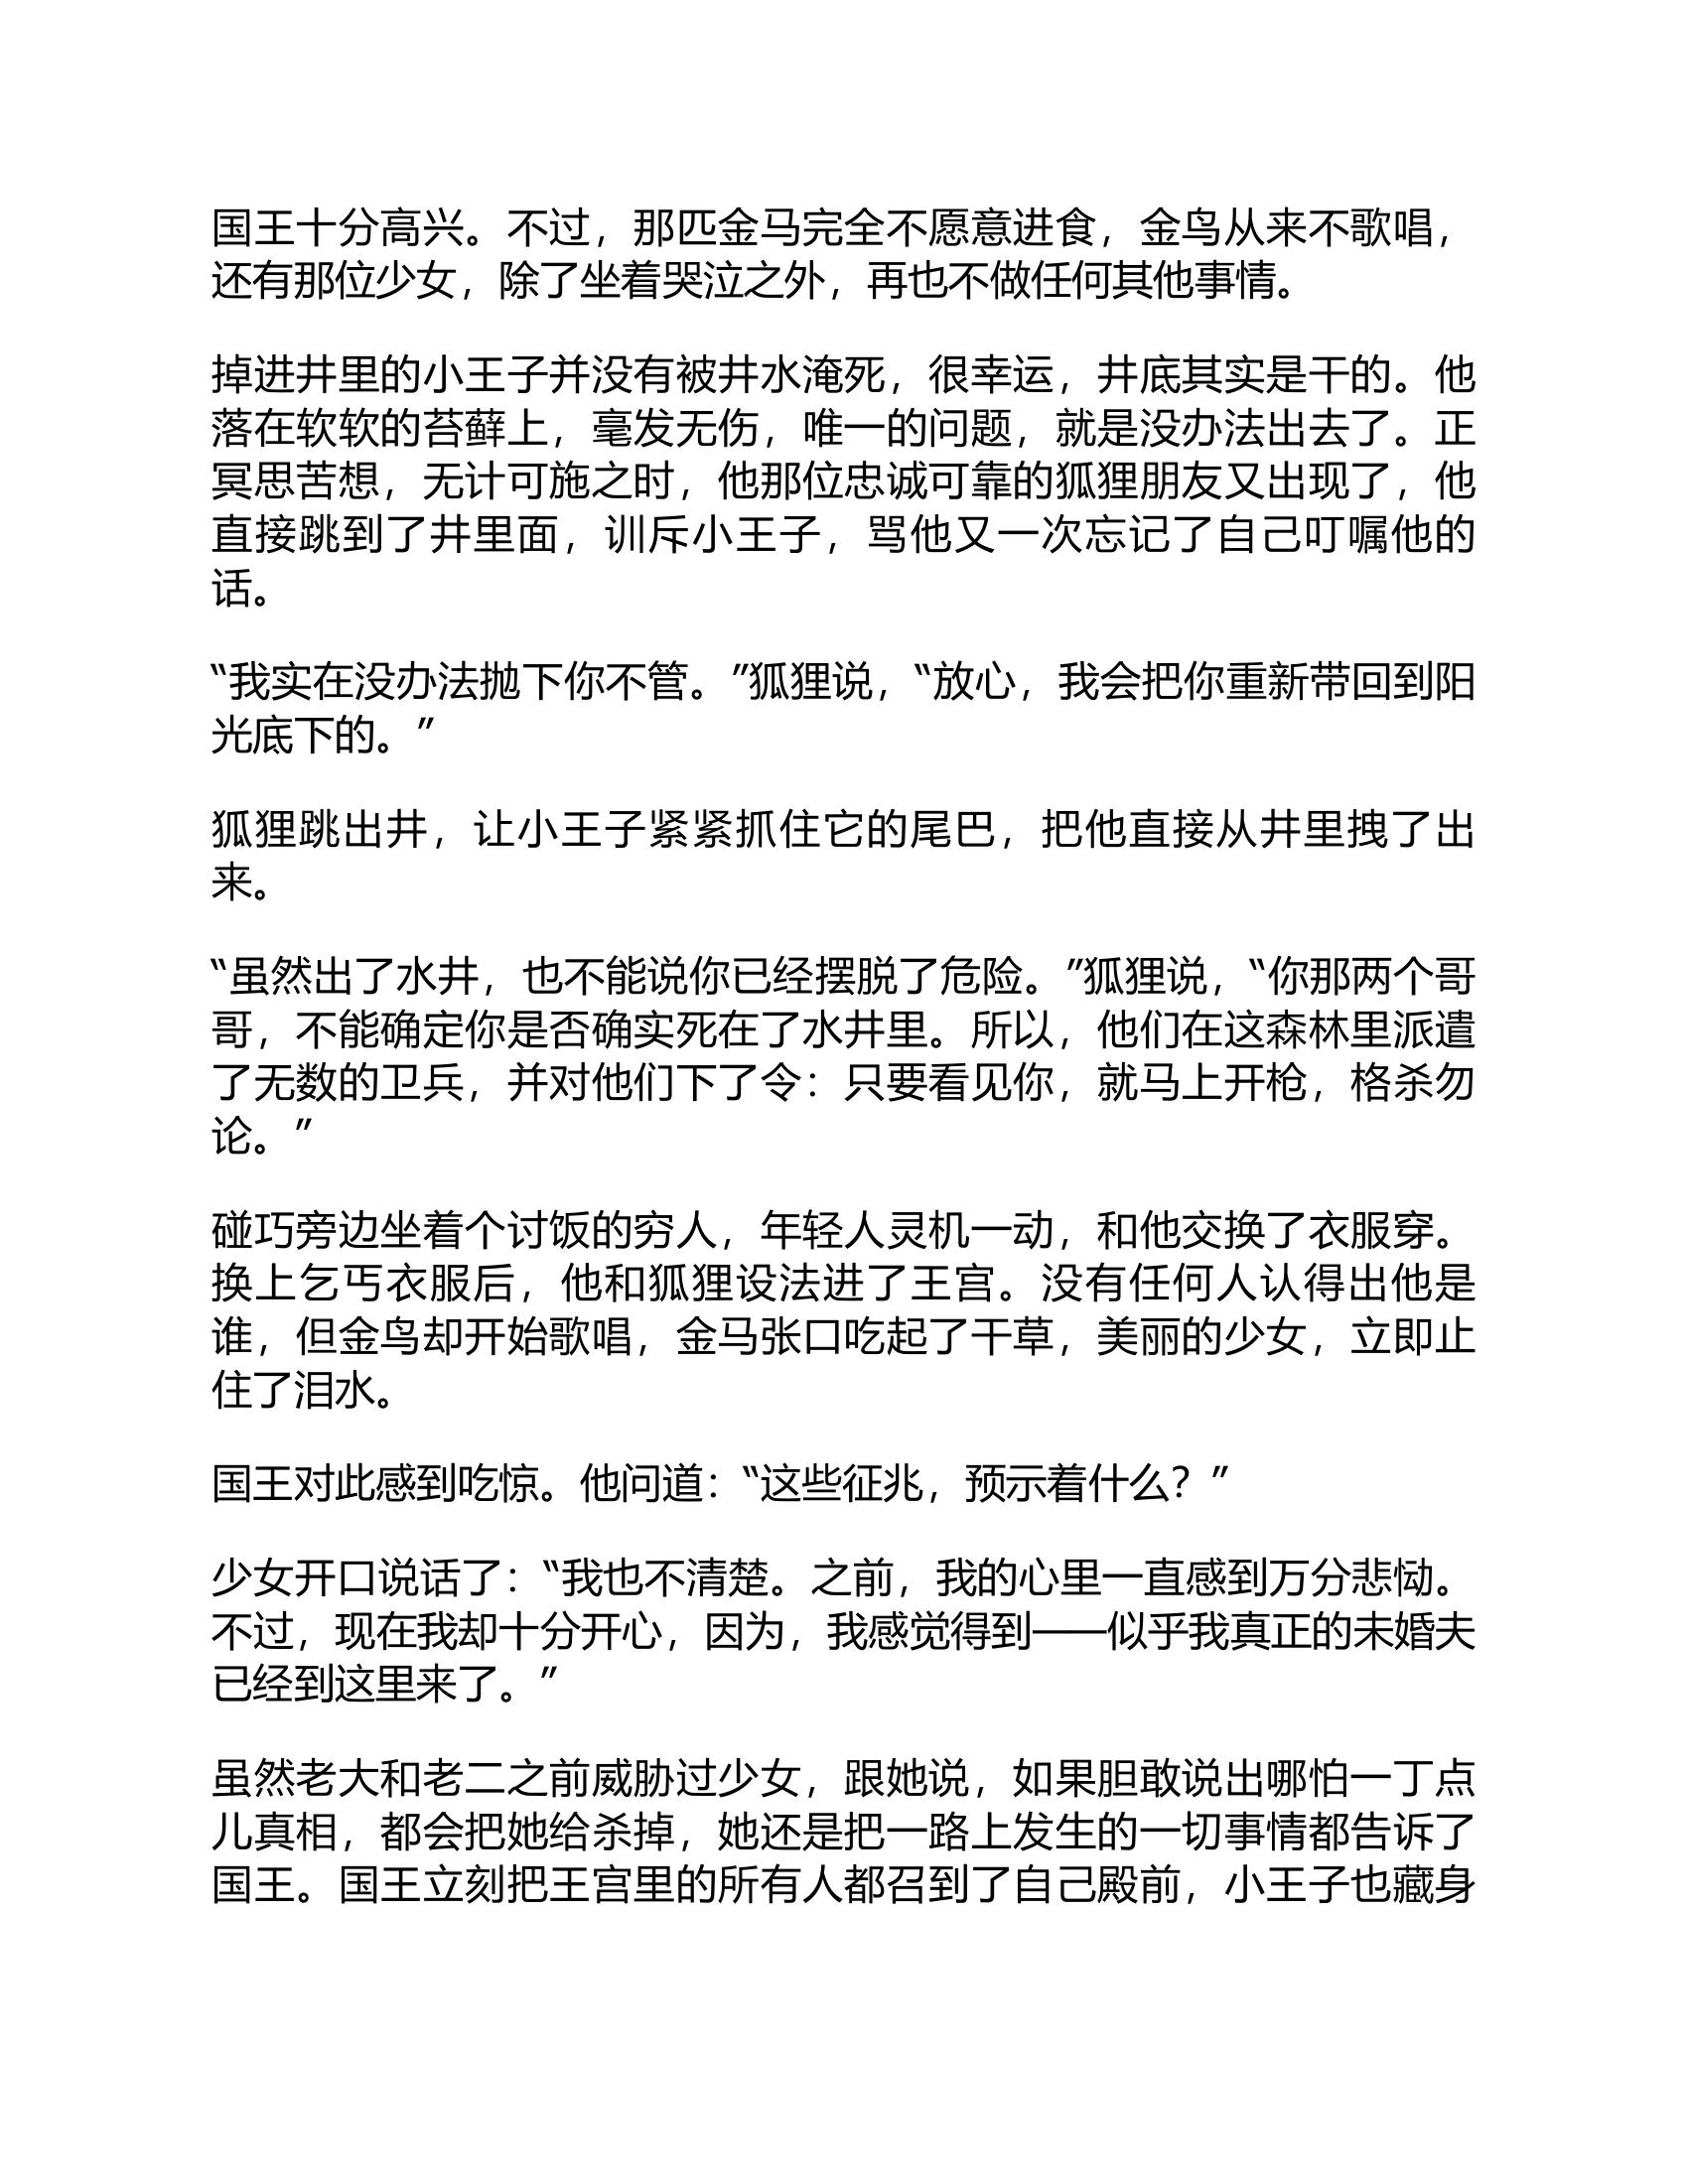 国王十分高兴。不过，那匹金马完全不愿意进食，金鸟从来不歌唱，
还有那位少女，除了坐着哭泣之外，再也不做任何其他事情。
掉进井里的小王子并没有被井水淹死，很幸运，井底其实是干的。他
落在软软的苔藓上，毫发无伤，唯一的问题，就是没办法出去了。正
冥思苦想，无计可施之时，他那位忠诚可靠的狐狸朋友又出现了，他
直接跳到了井里面，训斥小王子，骂他又一次忘记了自己叮嘱他的
话。
“我实在没办法抛下你不管。”狐狸说，“放心，我会把你重新带回到阳
光底下的。”
狐狸跳出井，让小王子紧紧抓住它的尾巴，把他直接从井里拽了出
来。
“虽然出了水井，也不能说你已经摆脱了危险。”狐狸说，“你那两个哥
哥，不能确定你是否确实死在了水井里。所以，他们在这森林里派遣
了无数的卫兵，并对他们下了令：只要看见你，就马上开枪，格杀勿
论。”
碰巧旁边坐着个讨饭的穷人，年轻人灵机一动，和他交换了衣服穿。
换上乞丐衣服后，他和狐狸设法进了王宫。没有任何人认得出他是
谁，但金鸟却开始歌唱，金马张口吃起了干草，美丽的少女，立即止
住了泪水。
国王对此感到吃惊。他问道：“这些征兆，预示着什么？”
少女开口说话了：“我也不清楚。之前，我的心里一直感到万分悲恸。
不过，现在我却十分开心，因为，我感觉得到——似乎我真正的未婚夫
已经到这里来了。”
虽然老大和老二之前威胁过少女，跟她说，如果胆敢说出哪怕一丁点
儿真相，都会把她给杀掉，她还是把一路上发生的一切事情都告诉了
国王。国王立刻把王宫里的所有人都召到了自己殿前，小王子也藏身